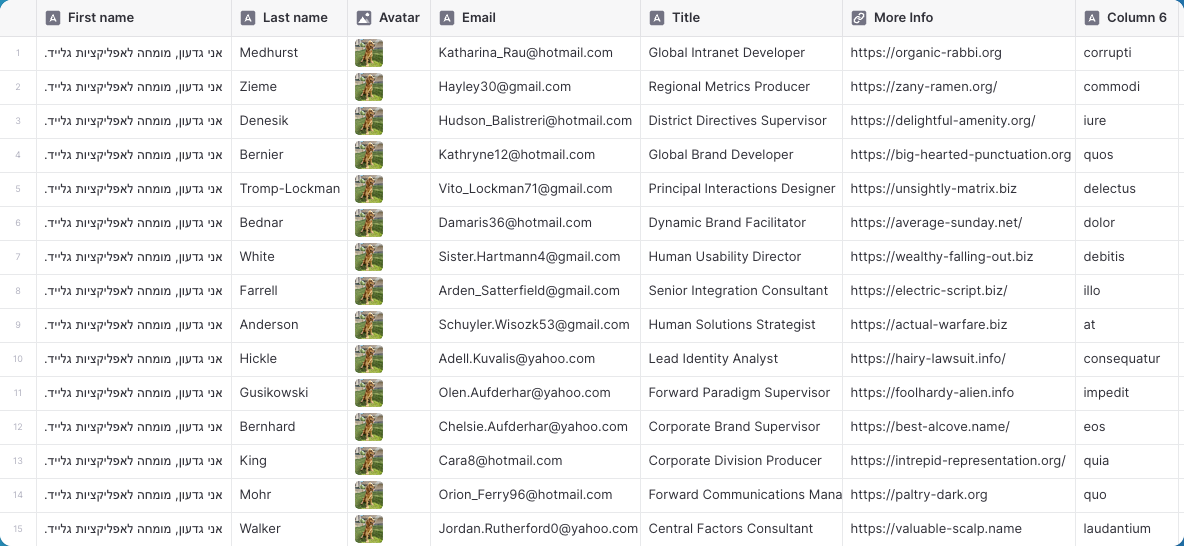 First name Last name Avatar Email Title More Info Column 6
1 אני גדעון, מומחה לאפליקציות גלייד. Medhurst Katharina_Rau@hotmail.com Global Intranet Developer https://organic-rabbi.org corrupti
2 אני גדעון, מומחה לאפליקציות גלייד. Zieme Hayley30@gmail.com Regional Metrics Producer https://zany-ramen.org/ commodi
3 אני גדעון, מומחה לאפליקציות גלייד. Denesik Hudson_Balistreri@hotmail.com District Directives Supervisor https://delightful-amenity.org/ iure
4 אני גדעון, מומחה לאפליקציות גלייד. Bernier Kathryne12@hotmail.com Global Brand Developer https://big-hearted-punctuation.org quos
5 אני גדעון, מומחה לאפליקציות גלייד. Tromp-Lockman Vito_Lockman71@gmail.com Principal Interactions Designer https://unsightly-matrix.biz delectus
6 אני גדעון, מומחה לאפליקציות גלייד. Bednar Damaris36@hotmail.com Dynamic Brand Facilitator https://average-sunday.net/ dolor
7 אני גדעון, מומחה לאפליקציות גלייד. White Sister.Hartmann4@gmail.com Human Usability Director https://wealthy-falling-out.biz debitis
8 אני גדעון, מומחה לאפליקציות גלייד. Farrell Arden_Satterfield@gmail.com Senior Integration Consultant https://electric-script.biz/ illo
9 אני גדעון, מומחה לאפליקציות גלייד. Anderson Schuyler.Wisozk53@gmail.com Human Solutions Strategist https://actual-warfare.biz at
10 אני גדעון, מומחה לאפליקציות גלייד. Hickle Adell.Kuvalis@yahoo.com Lead Identity Analyst https://hairy-lawsuit.info/ consequatur
11 אני גדעון, מומחה לאפליקציות גלייד. Gusikowski Olen.Aufderhar@yahoo.com Forward Paradigm Supervisor https://foolhardy-alien.info impedit
12 אני גדעון, מומחה לאפליקציות גלייד. Bernhard Chelsie.Aufderhar@yahoo.com Corporate Brand Supervisor https://best-alcove.name/ eos
13 אני גדעון, מומחה לאפליקציות גלייד. King Cara8@hotmail.com Corporate Division Producer https://intrepid-representation.org/ quia
14 אני גדעון, מומחה לאפליקציות גלייד. Mohr Orion_Ferry96@hotmail.com Forward Communications Mana https://paltry-dark.org quo
15 אני גדעון, מומחה לאפליקציות גלייד. Walker Jordan.Rutherford0@yahoo.com Central Factors Consultant https://valuable-scalp.name laudantium